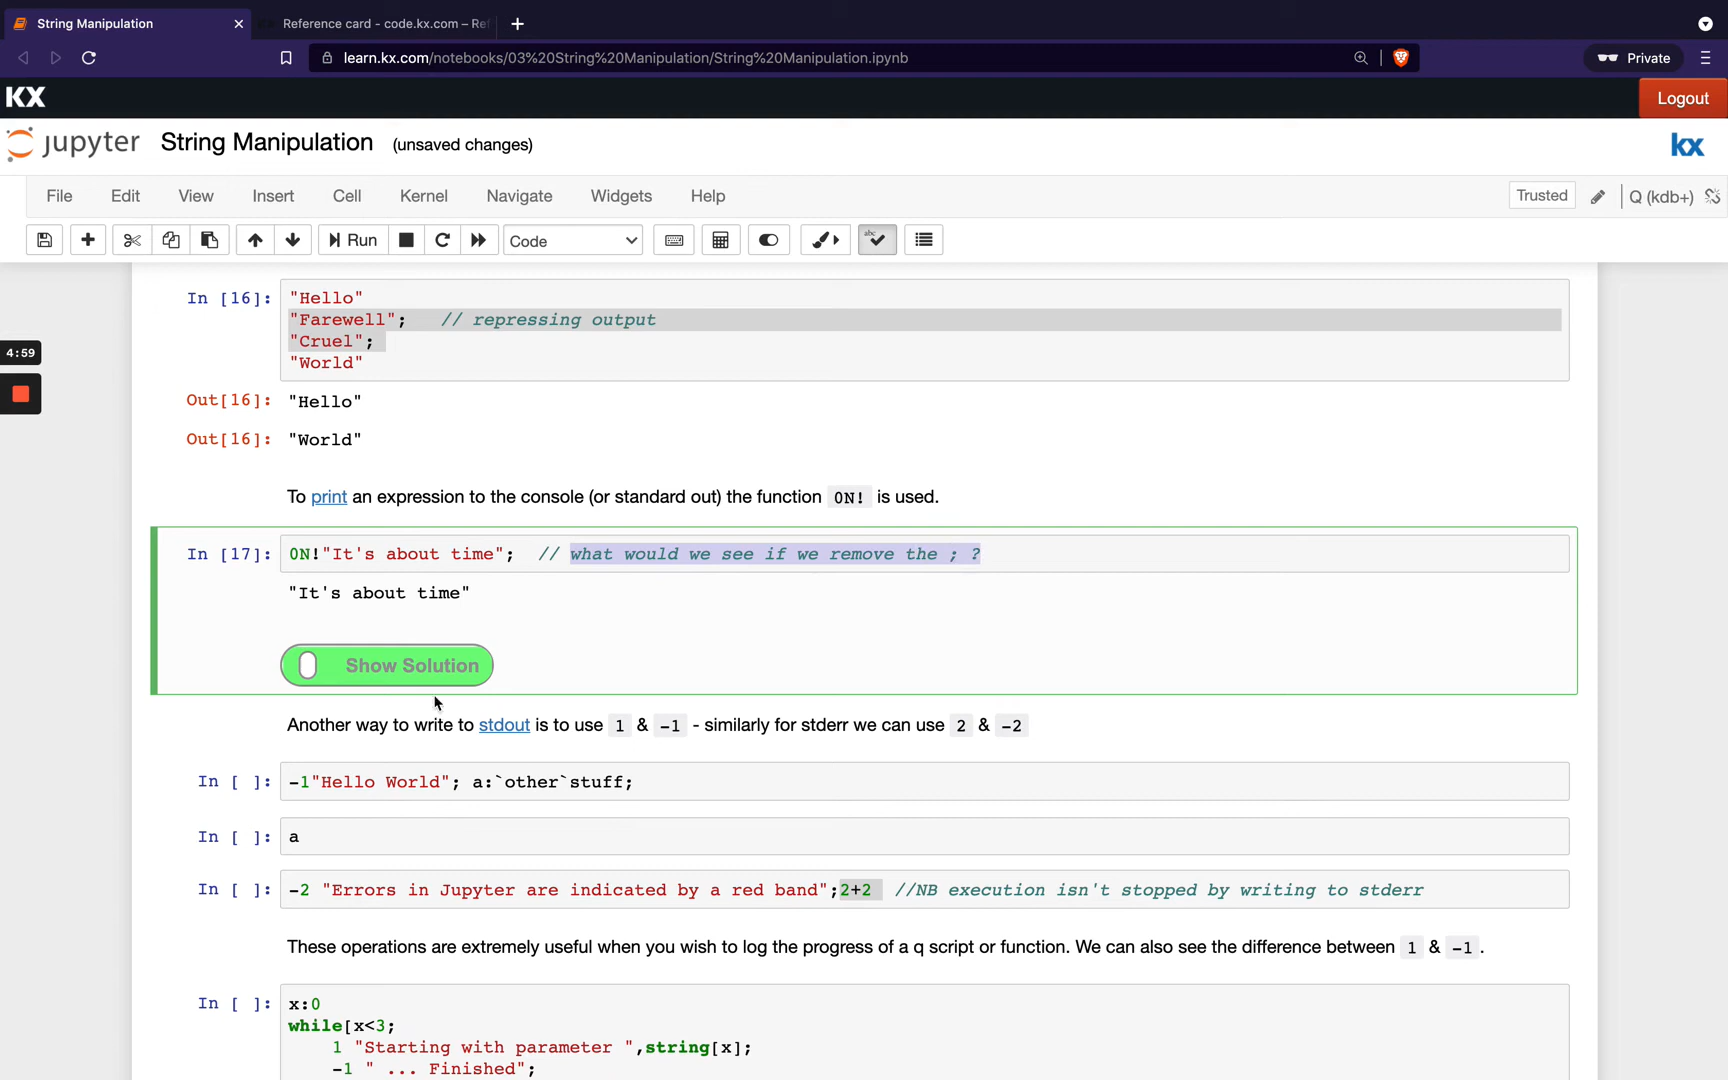 String Manipulation
Reference card - code.kx.com – Re
learn.kx.com/notebooks/03%20String%20Manipulation/String%20Manipulation.ipynb
Private
KX
Logout
jupyter String Manipulation (unsaved changes)
kx
File Edit View Insert Cell Kernel Navigate Widgets Help
Trusted Q (kdb+)
Run Code abc
In [16]: "Hello"
"Farewell"; // repressing output
"Cruel";
4:59
"World"
Out[16]: "Hello"
Out[16]: "World"
To print an expression to the console (or standard out) the function 0N! is used.
In [17]: 0N!"It's about time"; // what would we see if we remove the ; ?
"It's about time"
Show Solution
Another way to write to stdout is to use 1 & -1 - similarly for stderr we can use 2 & -2
In [ ]: -1"Hello World"; a:`other`stuff;
In [ ]: a
In [ ]: -2 "Errors in Jupyter are indicated by a red band";2+2 //NB execution isn't stopped by writing to stderr
These operations are extremely useful when you wish to log the progress of a q script or function. We can also see the difference between 1 & -1.
In [ ]: x:0
while[x<3;
1 "Starting with parameter ",string[x];
-1 " ... Finished";